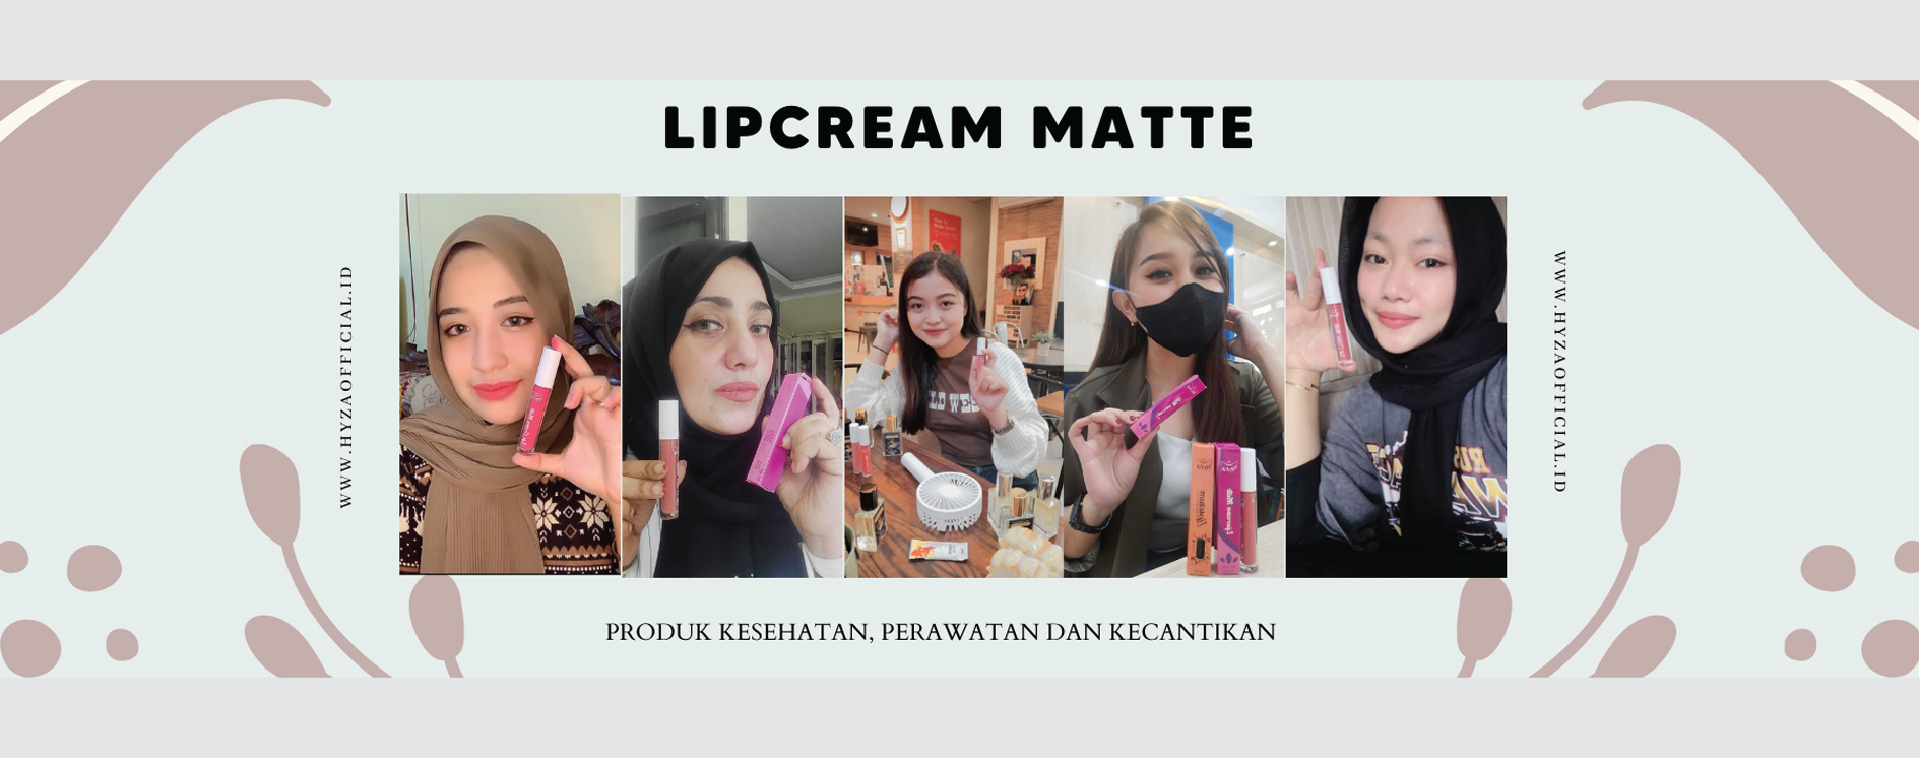 LIPCREAM MATTE
WWW.HYZAOFFICIAL.ID
WWW.HYZAOFFICIAL.ID
PRODUK KESEHATAN, PERAWATAN DAN KECANTIKAN